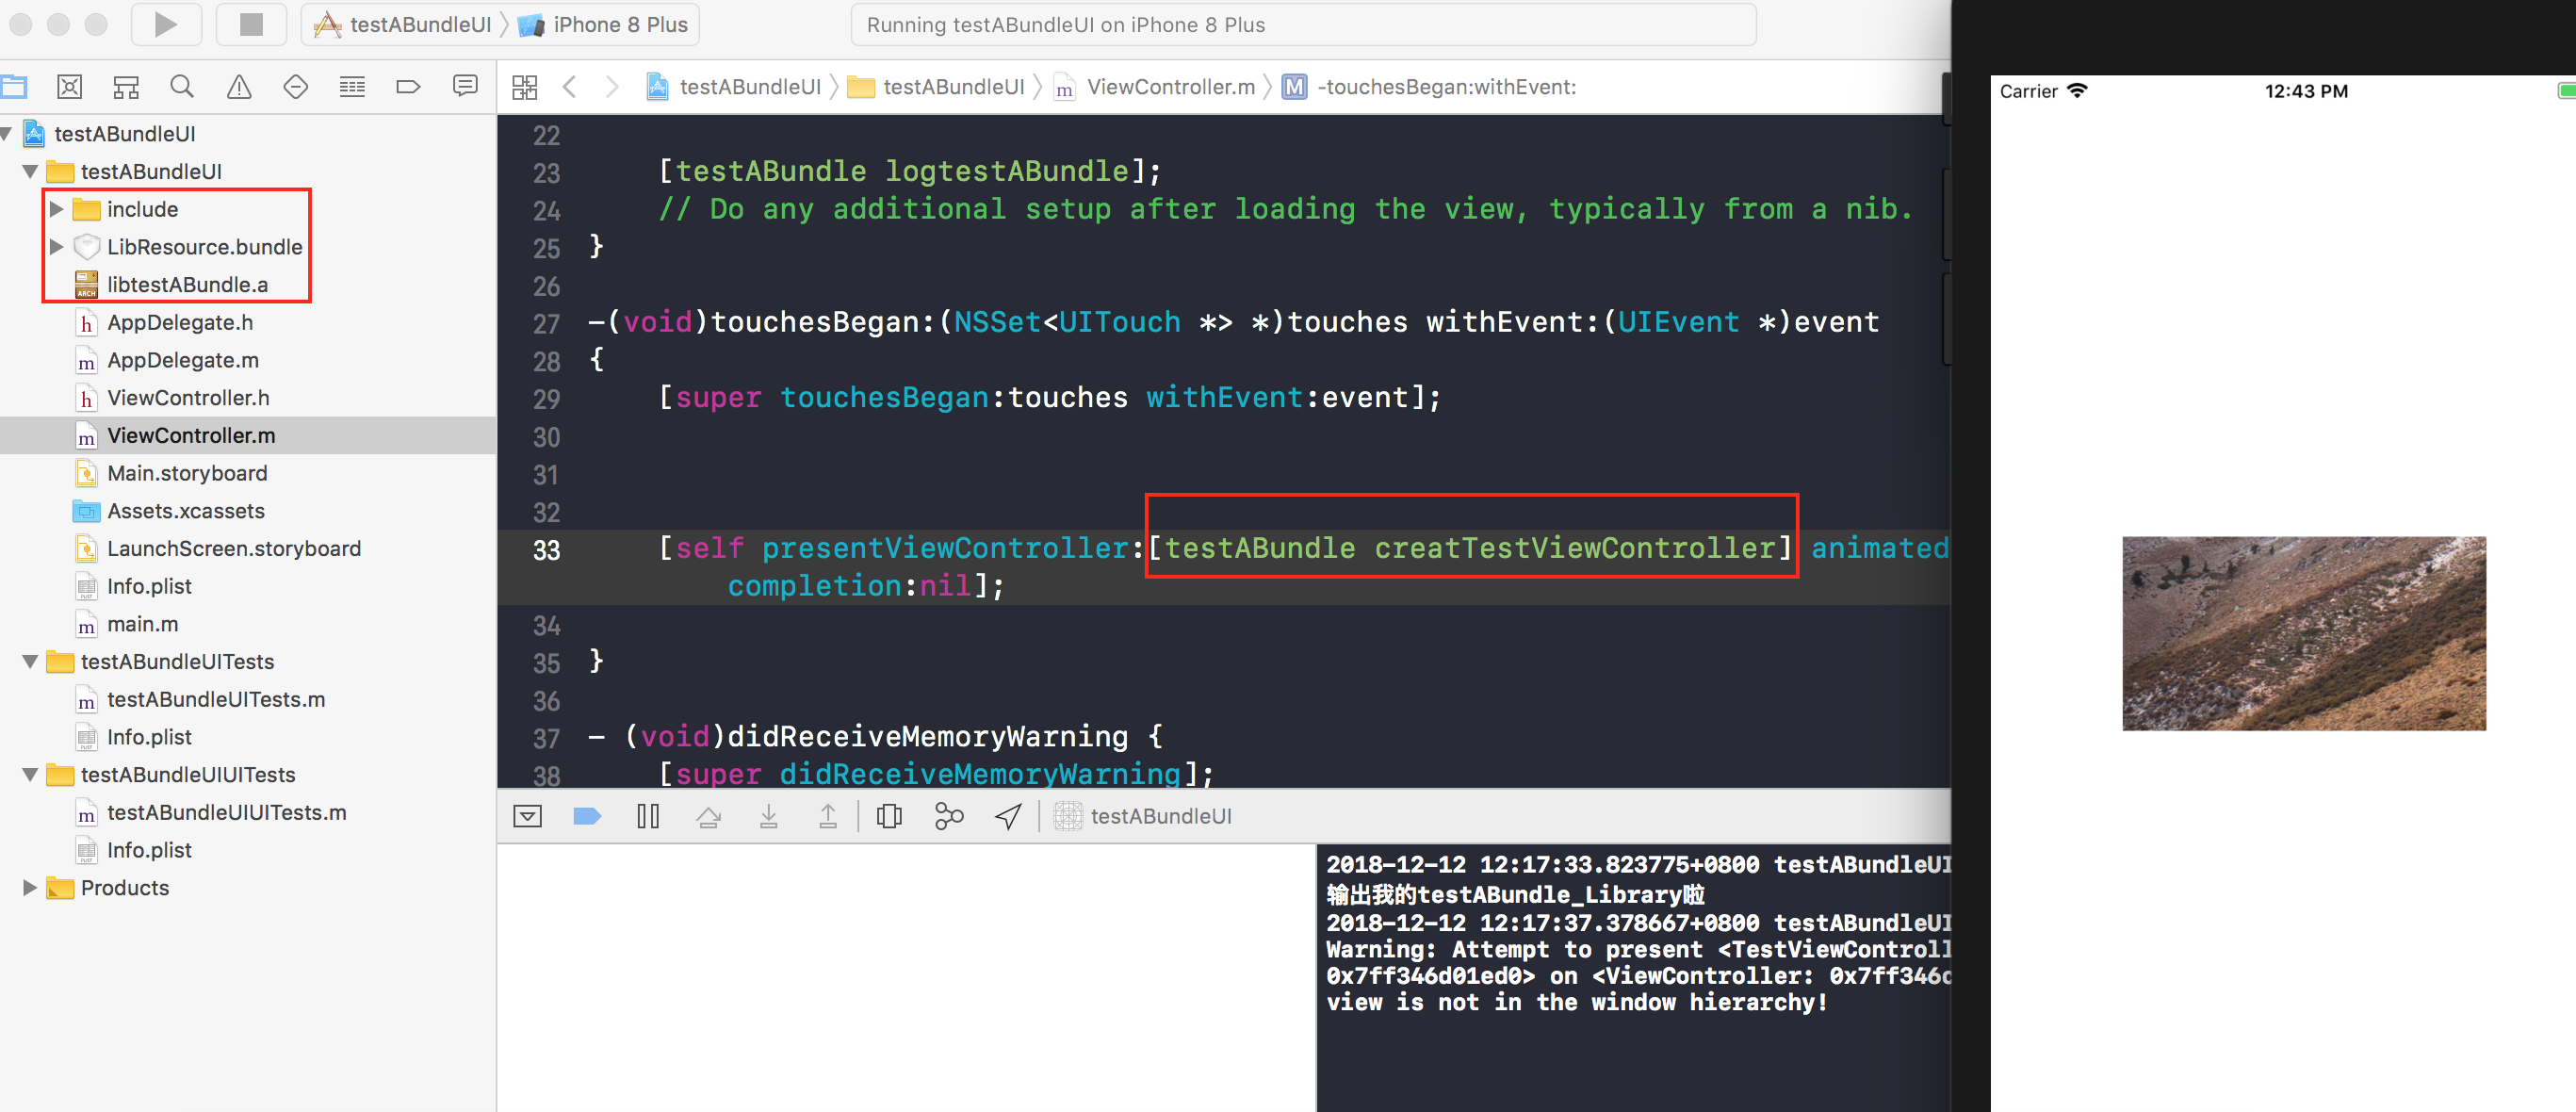 testABundleUI 〉 iPhone 8 Plus
Running testABundleUI on iPhone 8 Plus
testABundleUI 〉 testABundleUI 〉 m ViewController.m 〉 M -touchesBegan:withEvent:
testABundleUI
testABundleUI
include
LibResource.bundle
ARCH libtestABundle.a
h AppDelegate.h
m AppDelegate.m
h ViewController.h
m ViewController.m
Main.storyboard
Assets.xcassets
LaunchScreen.storyboard
Info.plist
m main.m
testABundleUITests
m testABundleUITests.m
Info.plist
testABundleUIUITests
m testABundleUIUITests.m
Info.plist
Products
22
23 [testABundle logtestABundle];
24 // Do any additional setup after loading the view, typically from a nib.
25 }
26
27 -(void)touchesBegan:(NSSet<UITouch *> *)touches withEvent:(UIEvent *)event
28 {
29 [super touchesBegan:touches withEvent:event];
30
31
32
33 [self presentViewController:[testABundle creatTestViewController] animated
completion:nil];
34
35 }
36
37 - (void)didReceiveMemoryWarning {
38 [super didReceiveMemoryWarning];
testABundleUI
2018-12-12 12:17:33.823775+0800 testABundleUI
输出我的testABundle_Library啦
2018-12-12 12:17:37.378667+0800 testABundleUI
Warning: Attempt to present <TestViewControll
0x7ff346d01ed0> on <ViewController: 0x7ff346c
view is not in the window hierarchy!
Carrier 12:43 PM